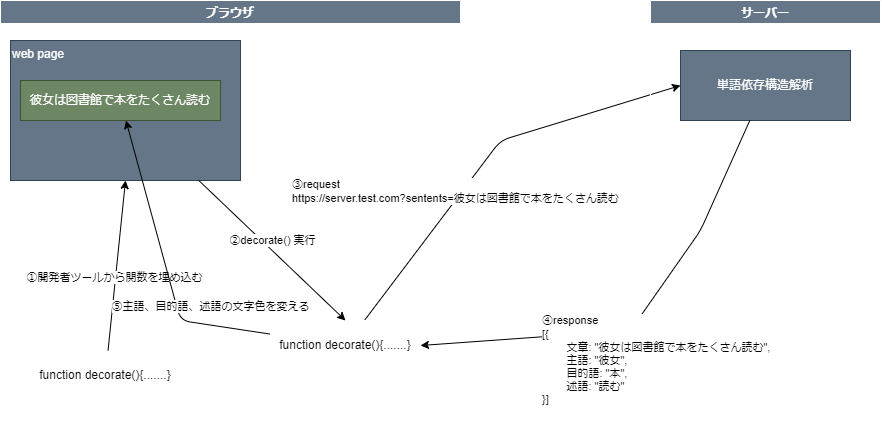 ブラウザ
サーバー
web page
彼女は図書館で本をたくさん読む
単語依存構造解析
③request
https://server.test.com?sentents=彼女は図書館で本をたくさん読む
②decorate() 実行
①開発者ツールから関数を埋め込む
⑤主語、目的語、述語の文字色を変える
function decorate(){.......}
function decorate(){.......}
④response
[{
文章: "彼女は図書館で本をたくさん読む",
主語: "彼女",
目的語: "本",
述語: "読む"
}]